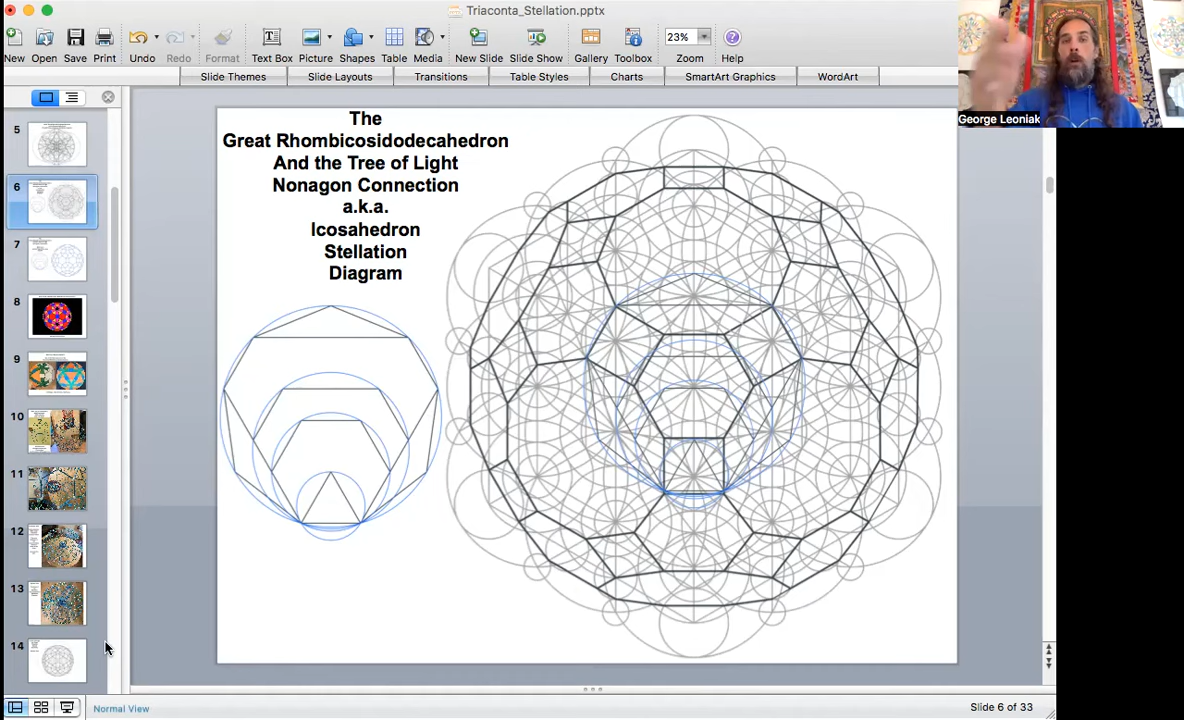 Triaconta_Stellation.pptx
New Open Save Print Undo Redo Format Text Box Picture Shapes Table Media New Slide Slide Show Gallery Toolbox Zoom Help
23%
Slide Themes Slide Layouts Transitions Table Styles Charts SmartArt Graphics WordArt
George Leoniak
5
6
7
8
9
10
11
12
13
14
The
Great Rhombicosidodecahedron
And the Tree of Light
Nonagon Connection
a.k.a.
Icosahedron
Stellation
Diagram
Normal View
Slide 6 of 33